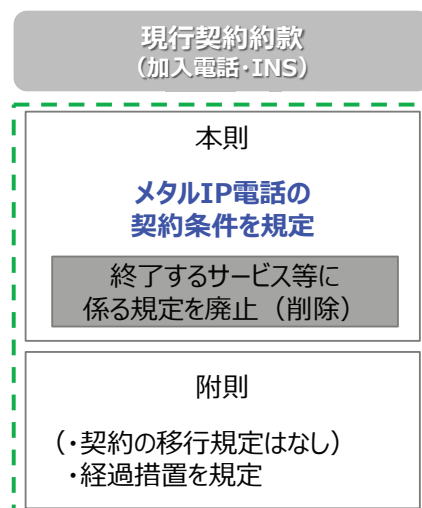 現行契約約款
（加入電話・INS）
本則
メタルIP電話の
契約条件を規定
終了するサービス等に
係る規定を廃止（削除）
附則
（・契約の移行規定はなし）
・経過措置を規定